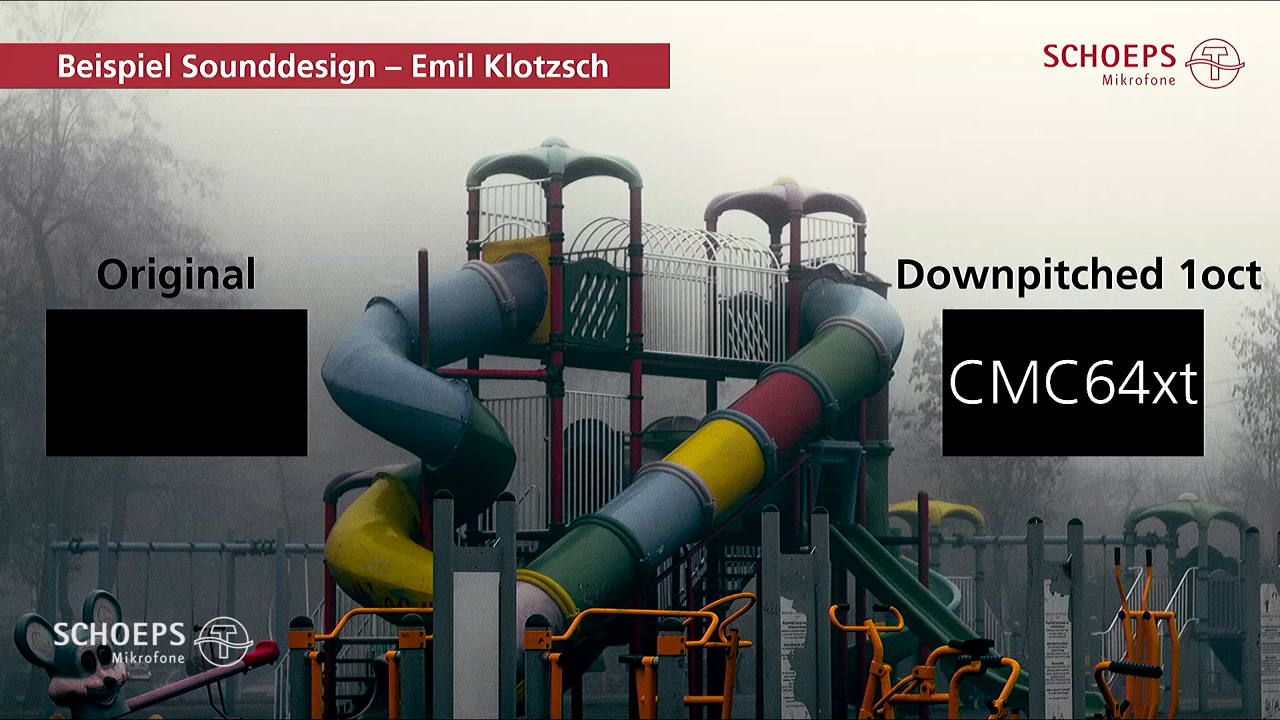 Beispiel Sounddesign – Emil Klotzsch
SCHOEPS
Mikrofone
Original
Downpitched 1oct
CMC64xt
SCHOEPS
Mikrofone